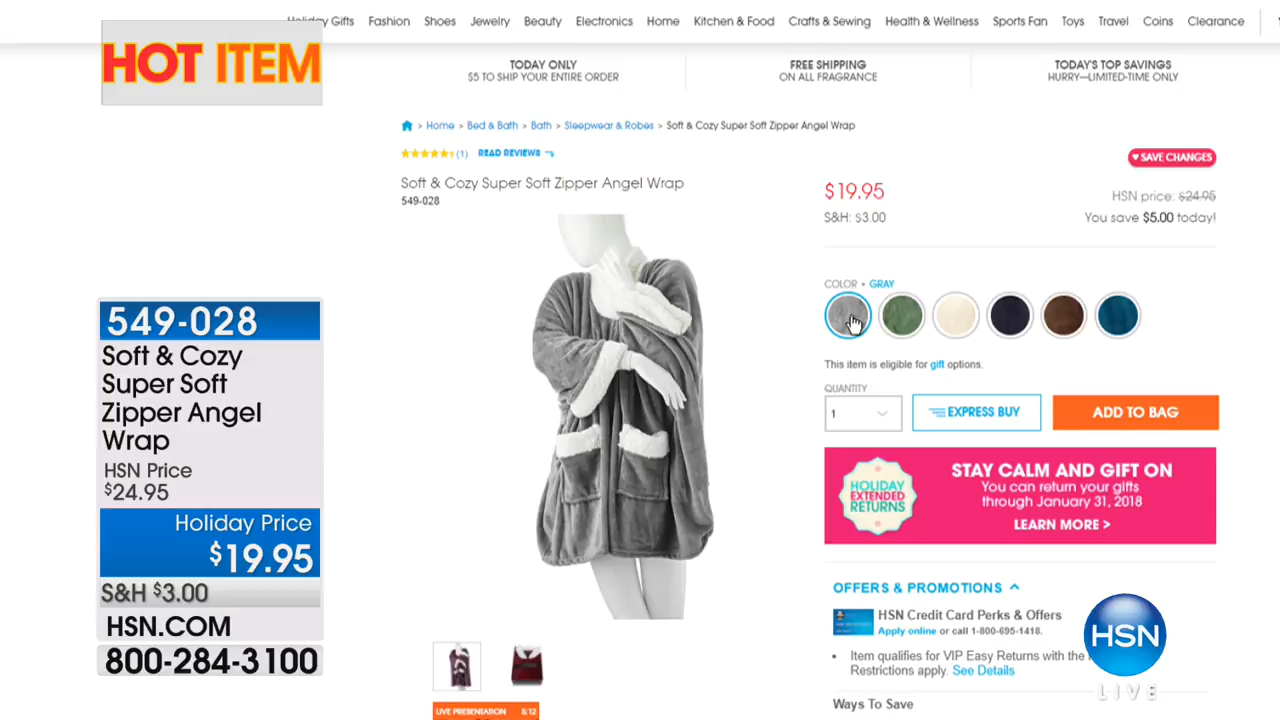 Holiday Gifts Fashion Shoes Jewelry Beauty Electronics Home Kitchen & Food Crafts & Sewing Health & Wellness Sports Fan Toys Travel Coins Clearance
HOT ITEM
TODAY ONLY
$5 TO SHIP YOUR ENTIRE ORDER
FREE SHIPPING
ON ALL FRAGRANCE
TODAY'S TOP SAVINGS
HURRY—LIMITED-TIME ONLY
> Home > Bed & Bath > Bath > Sleepwear & Robes > Soft & Cozy Super Soft Zipper Angel Wrap
(1) READ REVIEWS
Soft & Cozy Super Soft Zipper Angel Wrap
549-028
♥ SAVE CHANGES
$19.95
HSN price: $24.95
S&H: $3.00
You save $5.00 today!
COLOR • GRAY
This item is eligible for gift options.
QUANTITY
1
EXPRESS BUY
ADD TO BAG
HOLIDAY
EXTENDED
RETURNS
STAY CALM AND GIFT ON
You can return your gifts
through January 31, 2018
LEARN MORE >
OFFERS & PROMOTIONS
HSN Credit Card Perks & Offers
Apply online or call 1-800-695-1418.
• Item qualifies for VIP Easy Returns with the
Restrictions apply. See Details
Ways To Save
LIVE PRESENTATION 5:12
549-028
Soft & Cozy
Super Soft
Zipper Angel
Wrap
HSN Price
$24.95
Holiday Price
$19.95
S&H $3.00
HSN.COM
800-284-3100
HSN
LIVE